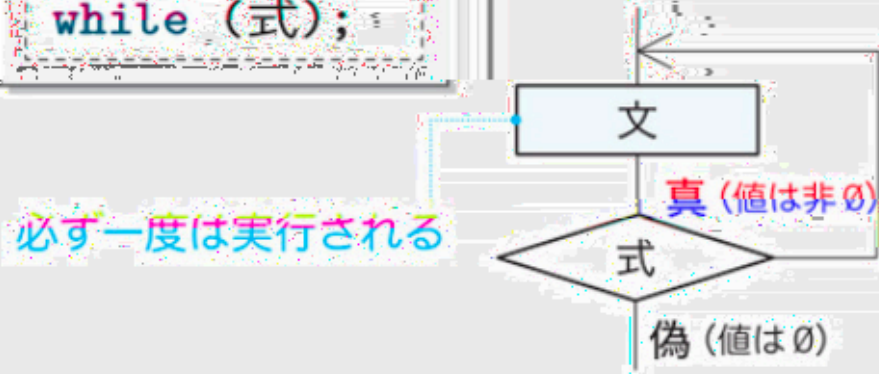 while (式);
文
真 (値は非0)
必ず一度は実行される
式
偽 (値は0)